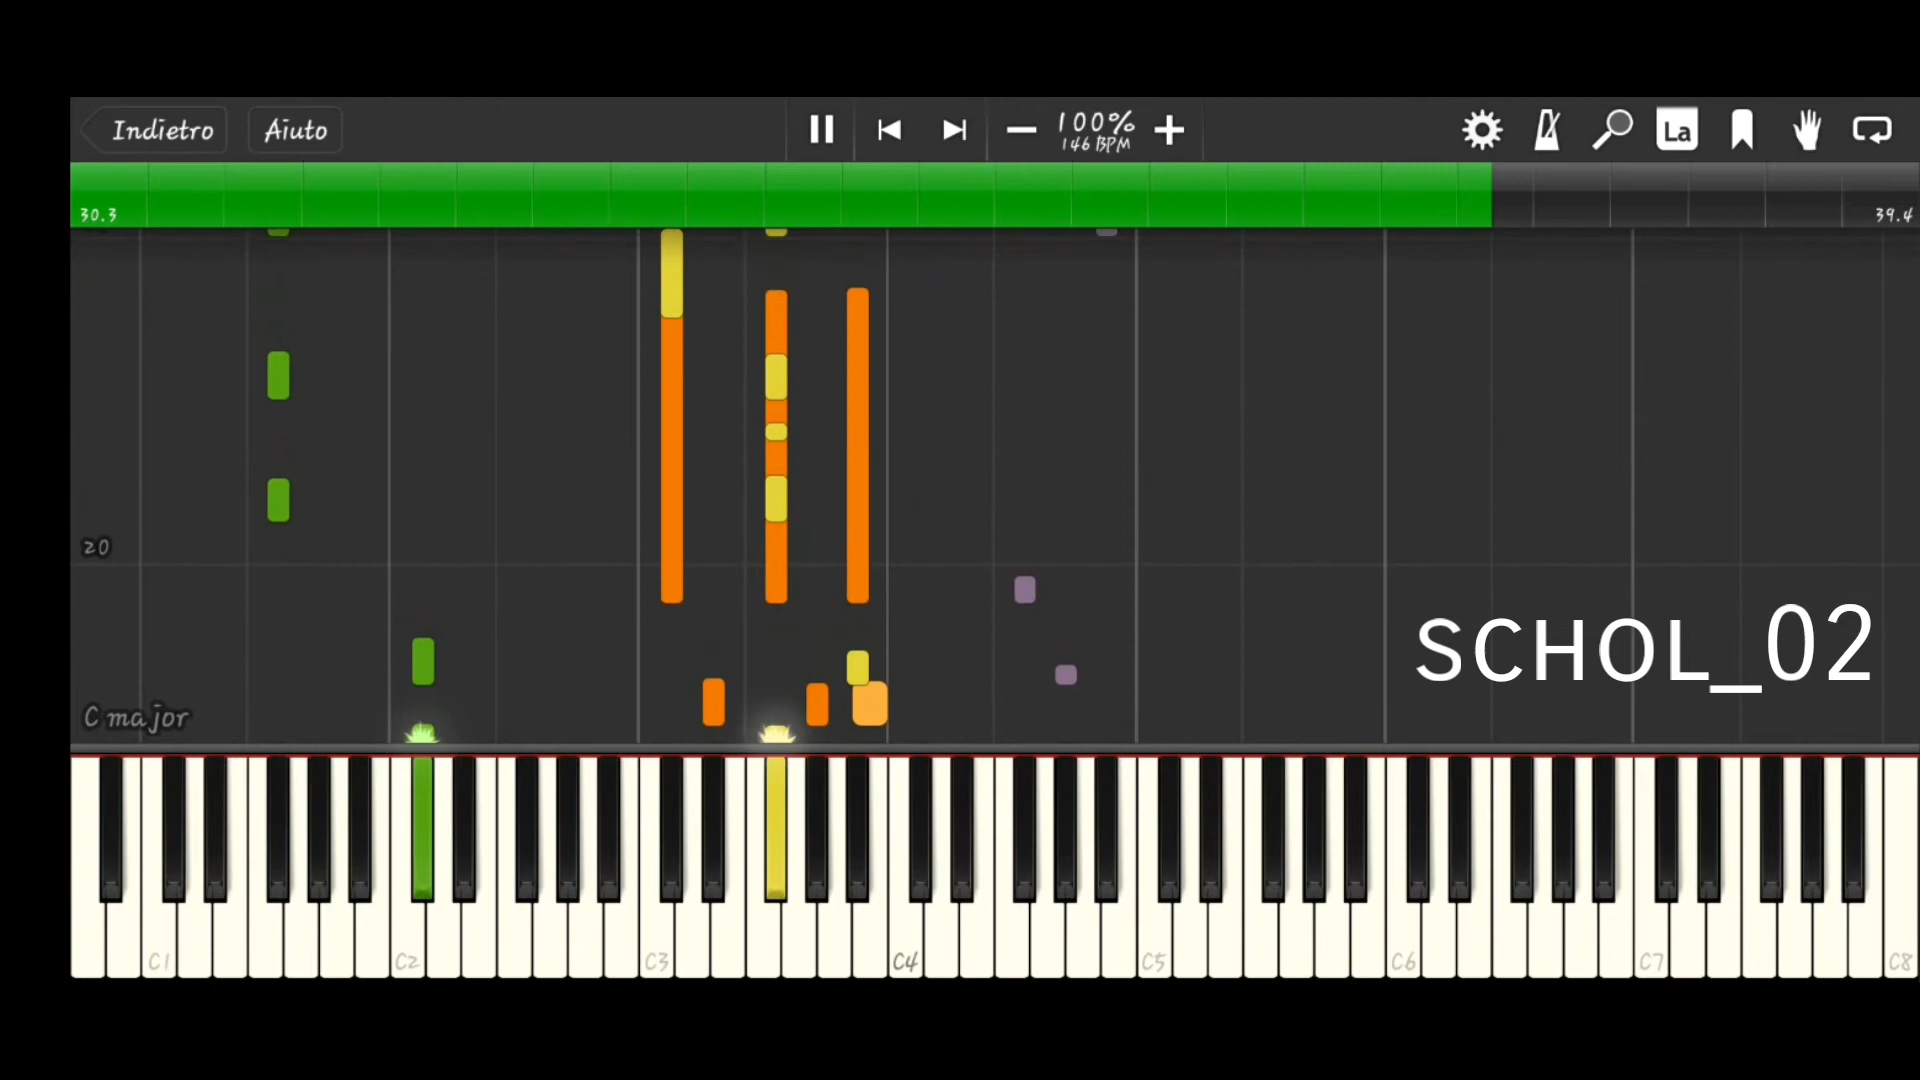 Indietro
Aiuto
100%
146 BPM
La
30.3
39.4
20
SCHOL_02
C major
C1
C2
C3
C4
C5
C6
C7
C8